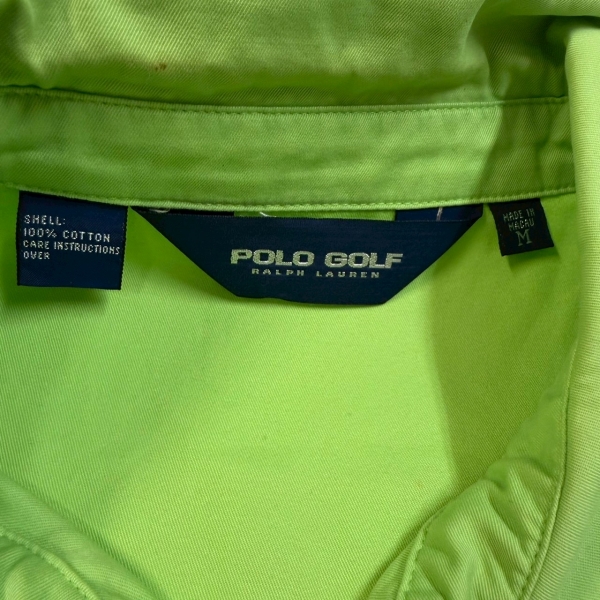 SHELL:
100% COTTON
CARE INSTRUCTIONS
OVER
POLO GOLF
RALPH LAUREN
MADE IN
MACAU
M